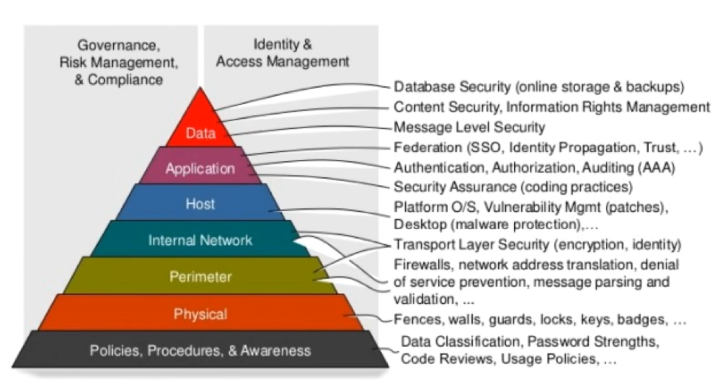 Governance,
Risk Management,
& Compliance
Identity &
Access Management
Data
Application
Host
Internal Network
Perimeter
Physical
Policies, Procedures, & Awareness
Database Security (online storage & backups)
Content Security, Information Rights Management
Message Level Security
Federation (SSO, Identity Propagation, Trust, …)
Authentication, Authorization, Auditing (AAA)
Security Assurance (coding practices)
Platform O/S, Vulnerability Mgmt (patches),
Desktop (malware protection),…
Transport Layer Security (encryption, identity)
Firewalls, network address translation, denial
of service prevention, message parsing and
validation, ...
Fences, walls, guards, locks, keys, badges, …
Data Classification, Password Strengths,
Code Reviews, Usage Policies, …